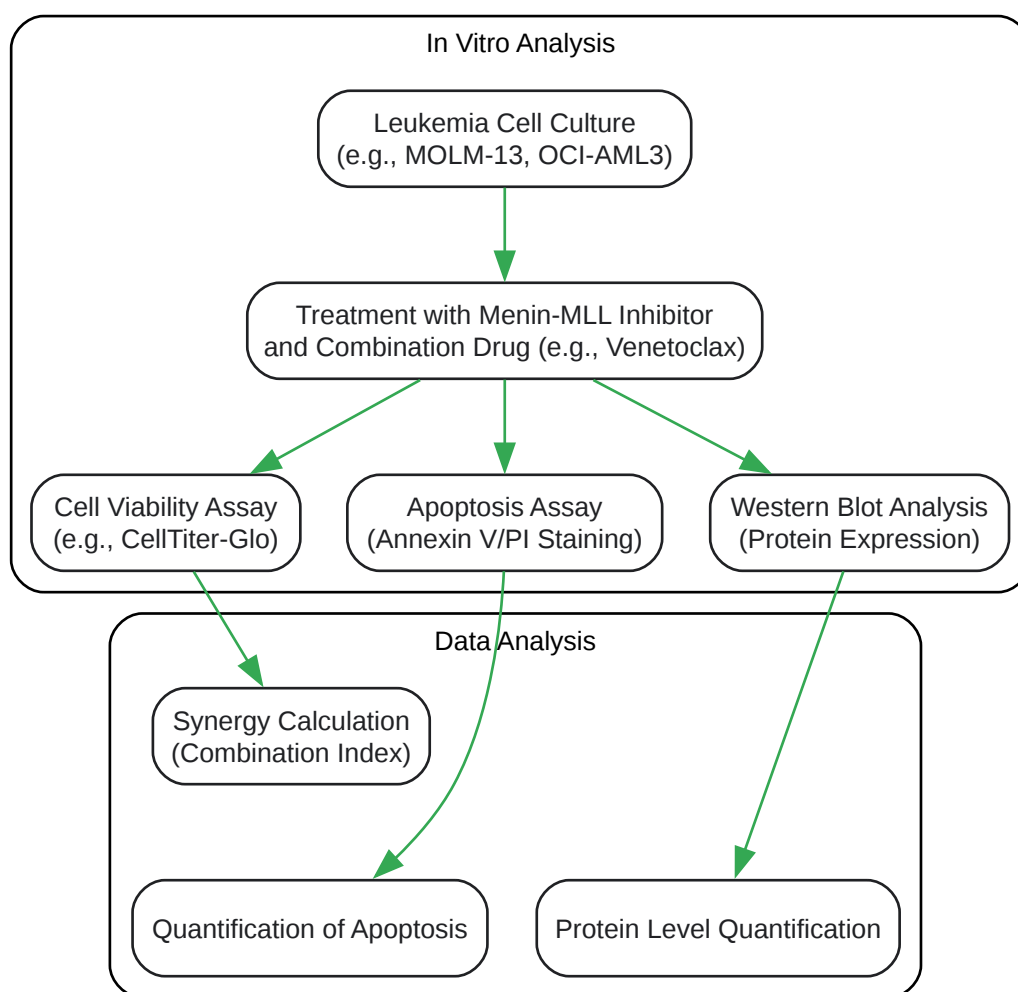 In Vitro Analysis
Leukemia Cell Culture
(e.g., MOLM-13, OCI-AML3)
Treatment with Menin-MLL Inhibitor
and Combination Drug (e.g., Venetoclax)
Cell Viability Assay
(e.g., CellTiter-Glo)
Apoptosis Assay
(Annexin V/PI Staining)
Western Blot Analysis
(Protein Expression)
Data Analysis
Synergy Calculation
(Combination Index)
Quantification of Apoptosis
Protein Level Quantification